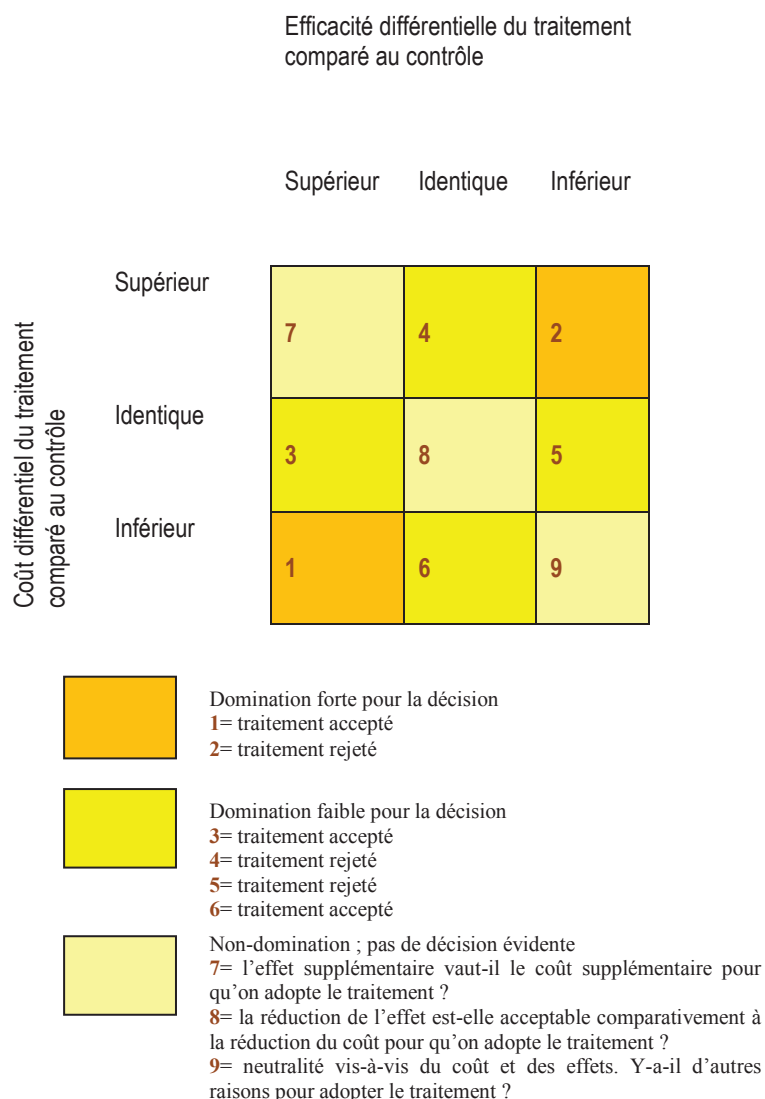 Efficacité différentielle du traitement
comparé au contrôle
Supérieur Identique Inférieur
Coût différentiel du traitement
comparé au contrôle
Supérieur
7 4 2
Identique
3 8 5
Inférieur
1 6 9
Domination forte pour la décision
1= traitement accepté
2= traitement rejeté
Domination faible pour la décision
3= traitement accepté
4= traitement rejeté
5= traitement rejeté
6= traitement accepté
Non-domination ; pas de décision évidente
7= l’effet supplémentaire vaut-il le coût supplémentaire pour
qu’on adopte le traitement ?
8= la réduction de l’effet est-elle acceptable comparativement à
la réduction du coût pour qu’on adopte le traitement ?
9= neutralité vis-à-vis du coût et des effets. Y-a-il d’autres
raisons pour adopter le traitement ?